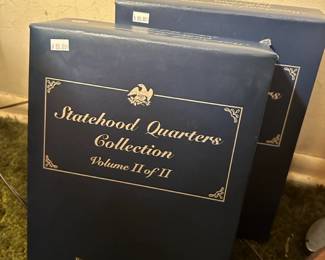 Statehood Quarters
Collection
Volume II of II